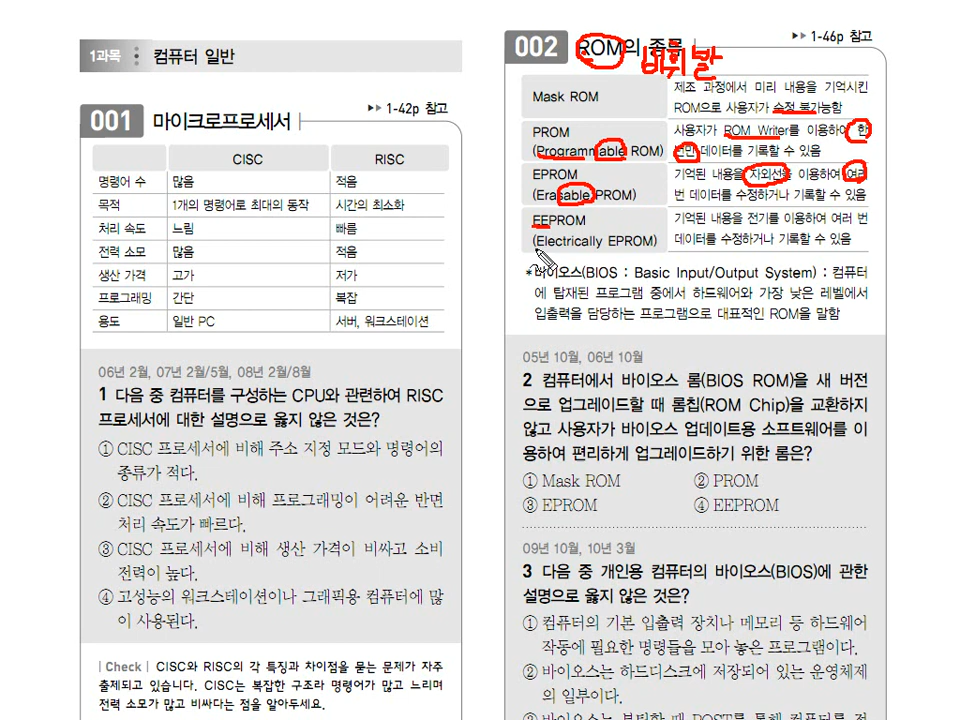 1과목 컴퓨터 일반
001 마이크로프로세서
▶▶ 1-42p 참고
CISC RISC
명령어 수 많음 적음
목적 1개의 명령어로 최대의 동작 시간의 최소화
처리 속도 느림 빠름
전력 소모 많음 적음
생산 가격 고가 저가
프로그래밍 간단 복잡
용도 일반 PC 서버, 워크스테이션
06년 2월, 07년 2월/5월, 08년 2월/8월
1 다음 중 컴퓨터를 구성하는 CPU와 관련하여 RISC
프로세서에 대한 설명으로 옳지 않은 것은?
① CISC 프로세서에 비해 주소 지정 모드와 명령어의
종류가 적다.
② CISC 프로세서에 비해 프로그래밍이 어려운 반면
처리 속도가 빠르다.
③ CISC 프로세서에 비해 생산 가격이 비싸고 소비
전력이 높다.
④ 고성능의 워크스테이션이나 그래픽용 컴퓨터에 많
이 사용된다.
| Check | CISC와 RISC의 각 특징과 차이점을 묻는 문제가 자주
출제되고 있습니다. CISC는 복잡한 구조라 명령어가 많고 느리며
전력 소모가 많고 비싸다는 점을 알아두세요.
▶▶ 1-46p 참고
002 ROM의 종류
비휘발
Mask ROM
제조 과정에서 미리 내용을 기억시킨
ROM으로 사용자가 수정 불가능함
PROM
(Programmable ROM)
사용자가 ROM Writer를 이용하여 한
번만 데이터를 기록할 수 있음
EPROM
(Erasable PROM)
기억된 내용을 자외선을 이용하여 여러
번 데이터를 수정하거나 기록할 수 있음
EEPROM
(Electrically EPROM)
기억된 내용을 전기를 이용하여 여러 번
데이터를 수정하거나 기록할 수 있음
*바이오스(BIOS : Basic Input/Output System) : 컴퓨터
에 탑재된 프로그램 중에서 하드웨어와 가장 낮은 레벨에서
입출력을 담당하는 프로그램으로 대표적인 ROM을 말함
05년 10월, 06년 10월
2 컴퓨터에서 바이오스 롬(BIOS ROM)을 새 버전
으로 업그레이드할 때 롬칩(ROM Chip)을 교환하지
않고 사용자가 바이오스 업데이트용 소프트웨어를 이
용하여 편리하게 업그레이드하기 위한 롬은?
① Mask ROM ② PROM
③ EPROM ④ EEPROM
09년 10월, 10년 3월
3 다음 중 개인용 컴퓨터의 바이오스(BIOS)에 관한
설명으로 옳지 않은 것은?
① 컴퓨터의 기본 입출력 장치나 메모리 등 하드웨어
작동에 필요한 명령들을 모아 놓은 프로그램이다.
② 바이오스는 하드디스크에 저장되어 있는 운영체제
의 일부이다.